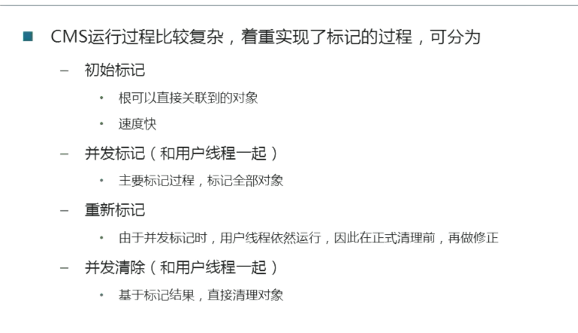 ■ CMS运行过程比较复杂，着重实现了标记的过程，可分为
– 初始标记
• 根可以直接关联到的对象
• 速度快
– 并发标记（和用户线程一起）
• 主要标记过程，标记全部对象
– 重新标记
• 由于并发标记时，用户线程依然运行，因此在正式清理前，再做修正
– 并发清除（和用户线程一起）
• 基于标记结果，直接清理对象